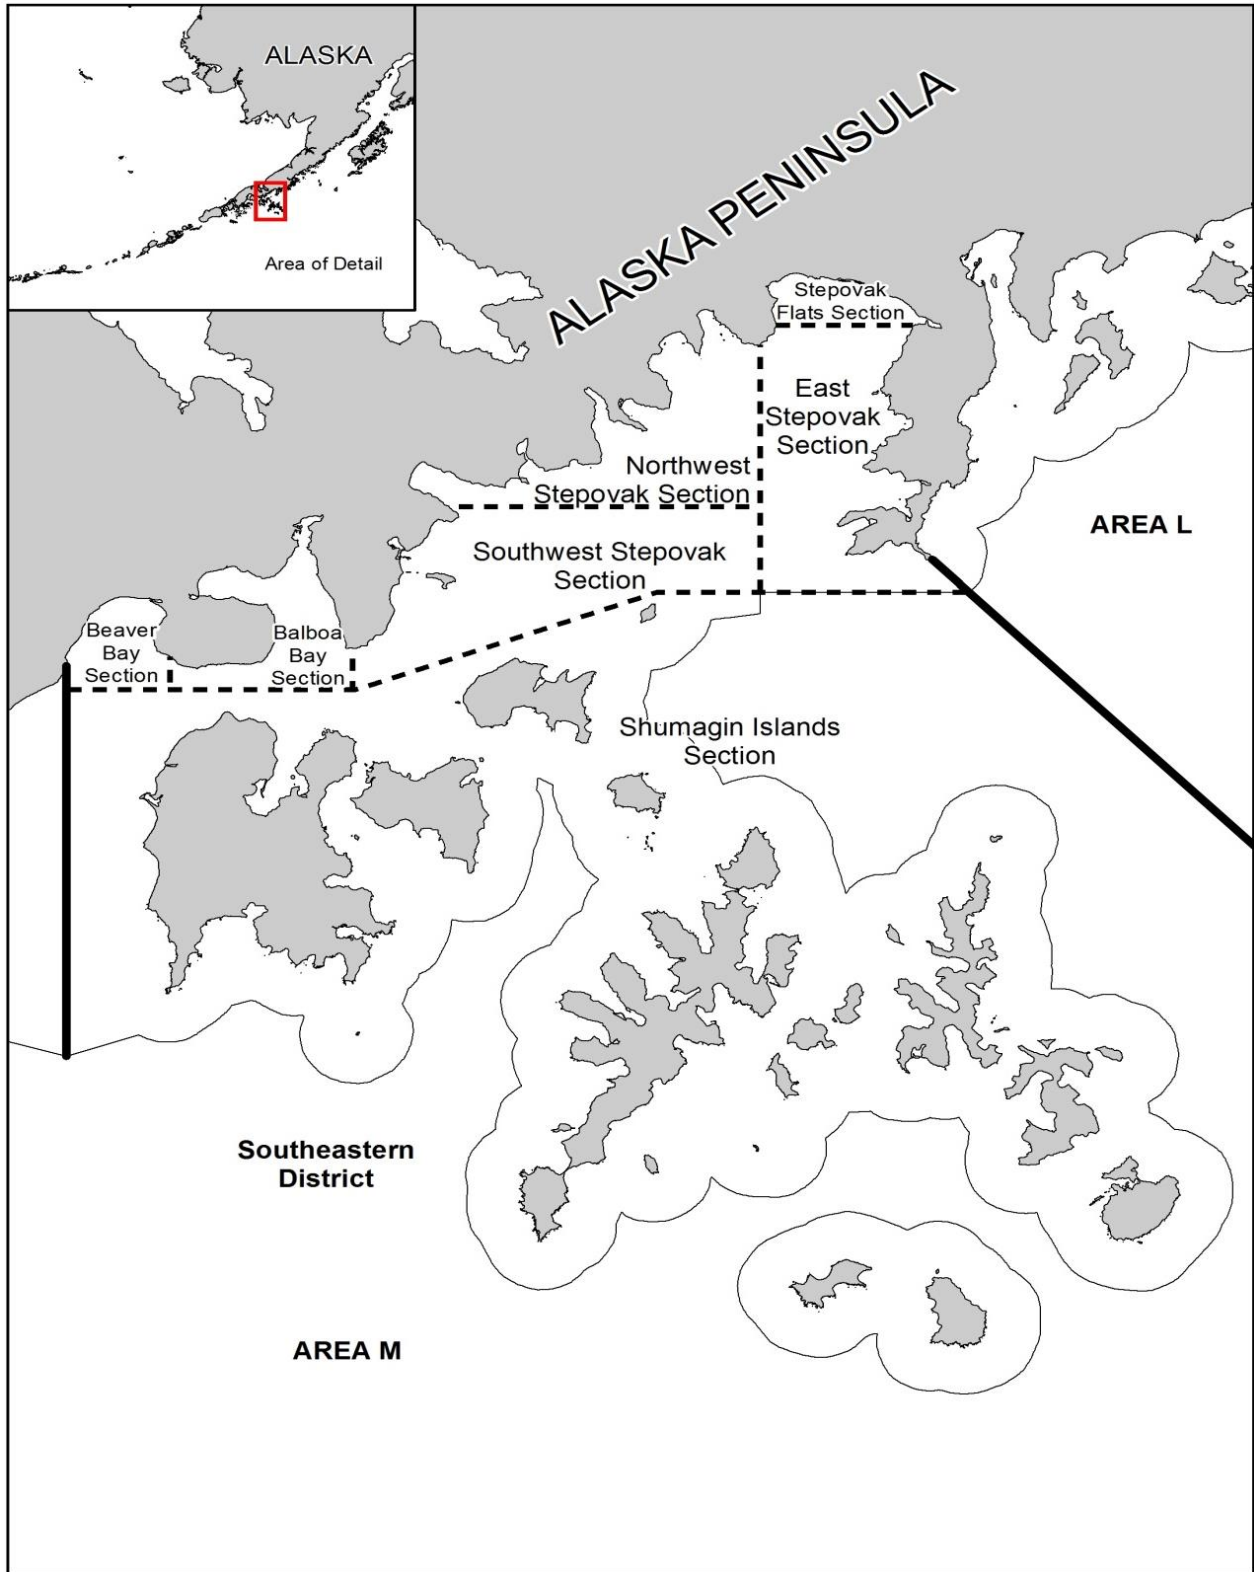 ALASKA
Area of Detail
ALASKA PENINSULA
Stepovak
Flats Section
East
Stepovak
Section
Northwest
Stepovak Section
AREA L
Southwest Stepovak
Section
Beaver
Bay
Section
Balboa
Bay
Section
Shumagin Islands
Section
Southeastern
District
AREA M